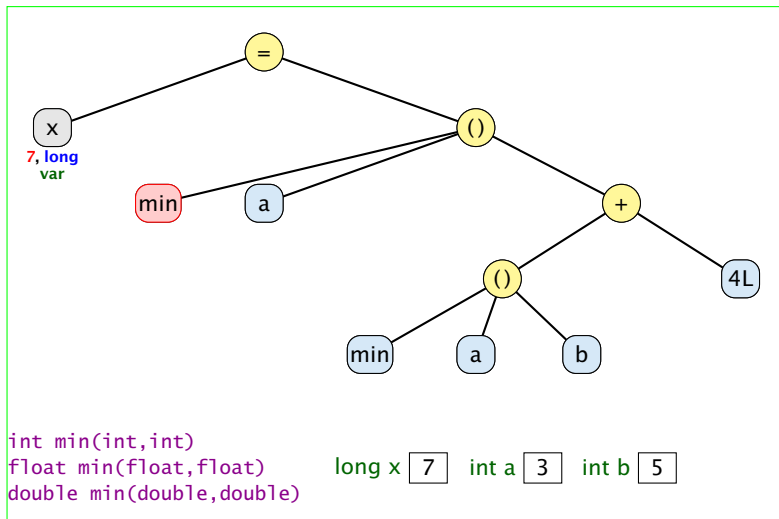 =
x
()
7, long
var
min
a
+
()
4L
min
a
b
int min(int,int)
float min(float,float)
double min(double,double)
long x 7 int a 3 int b 5